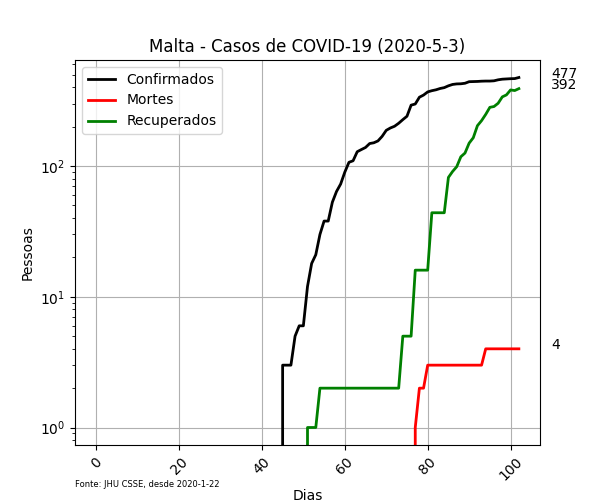 Malta - Casos de COVID-19 (2020-5-3)
Confirmados
Mortes
Recuperados
477
392
4
Pessoas
10²
10¹
10⁰
0
20
40
60
80
100
Dias
Fonte: JHU CSSE, desde 2020-1-22